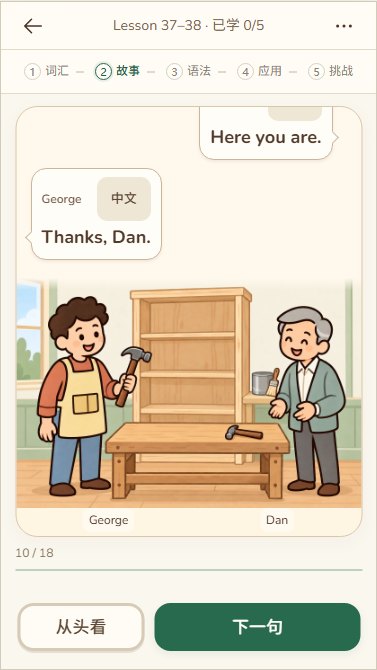 Lesson 37–38 · 已学 0/5
1 词汇 2 故事 3 语法 4 应用 5 挑战
Here you are.
George 中文
Thanks, Dan.
George Dan
10 / 18
从头看 下一句